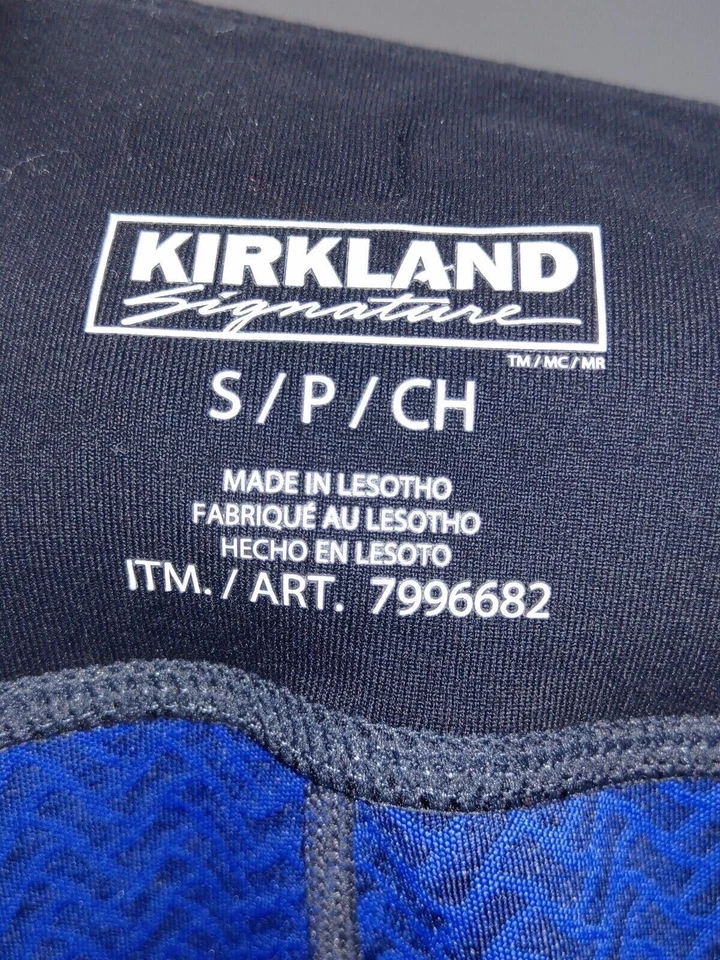 KIRKLAND
Signature
TM / MC / MR
S / P / CH
MADE IN LESOTHO
FABRIQUÉ AU LESOTHO
HECHO EN LESOTO
ITM. / ART. 7996682